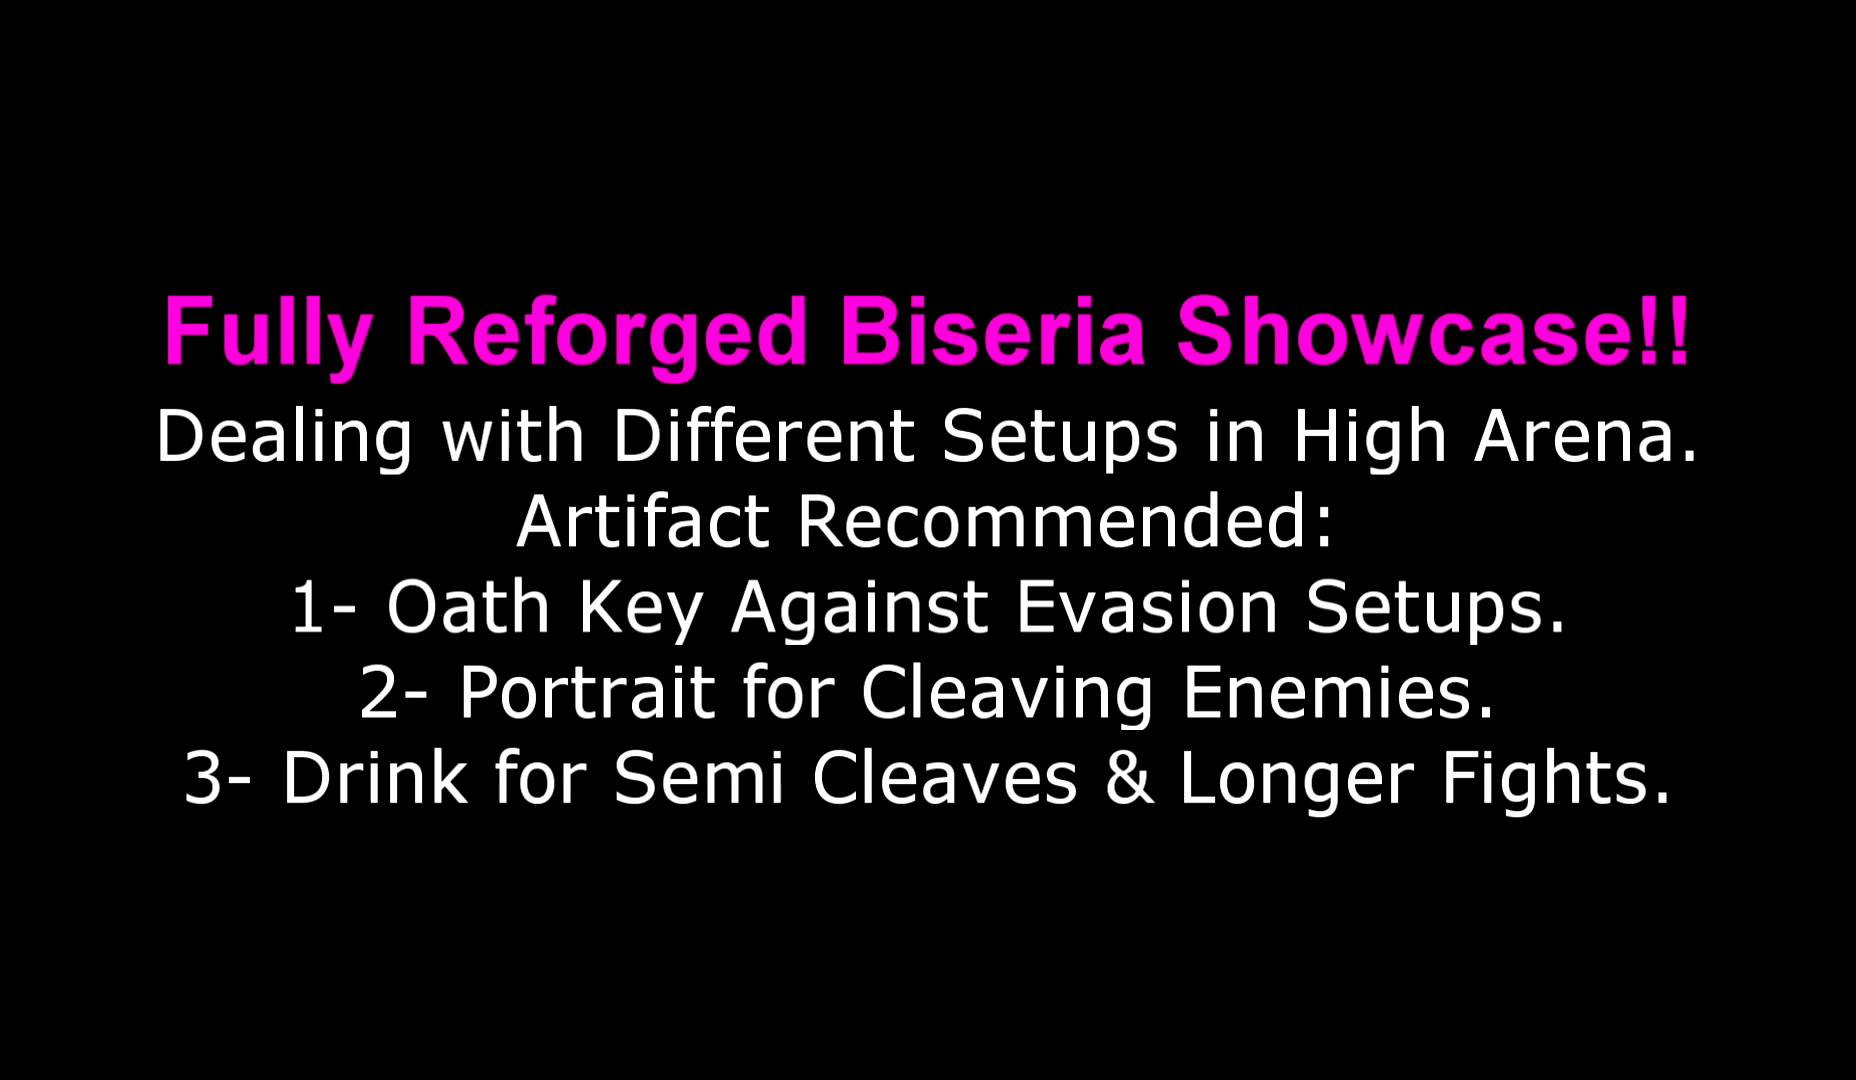 Fully Reforged Biseria Showcase!!
Dealing with Different Setups in High Arena.
Artifact Recommended:
1- Oath Key Against Evasion Setups.
2- Portrait for Cleaving Enemies.
3- Drink for Semi Cleaves & Longer Fights.